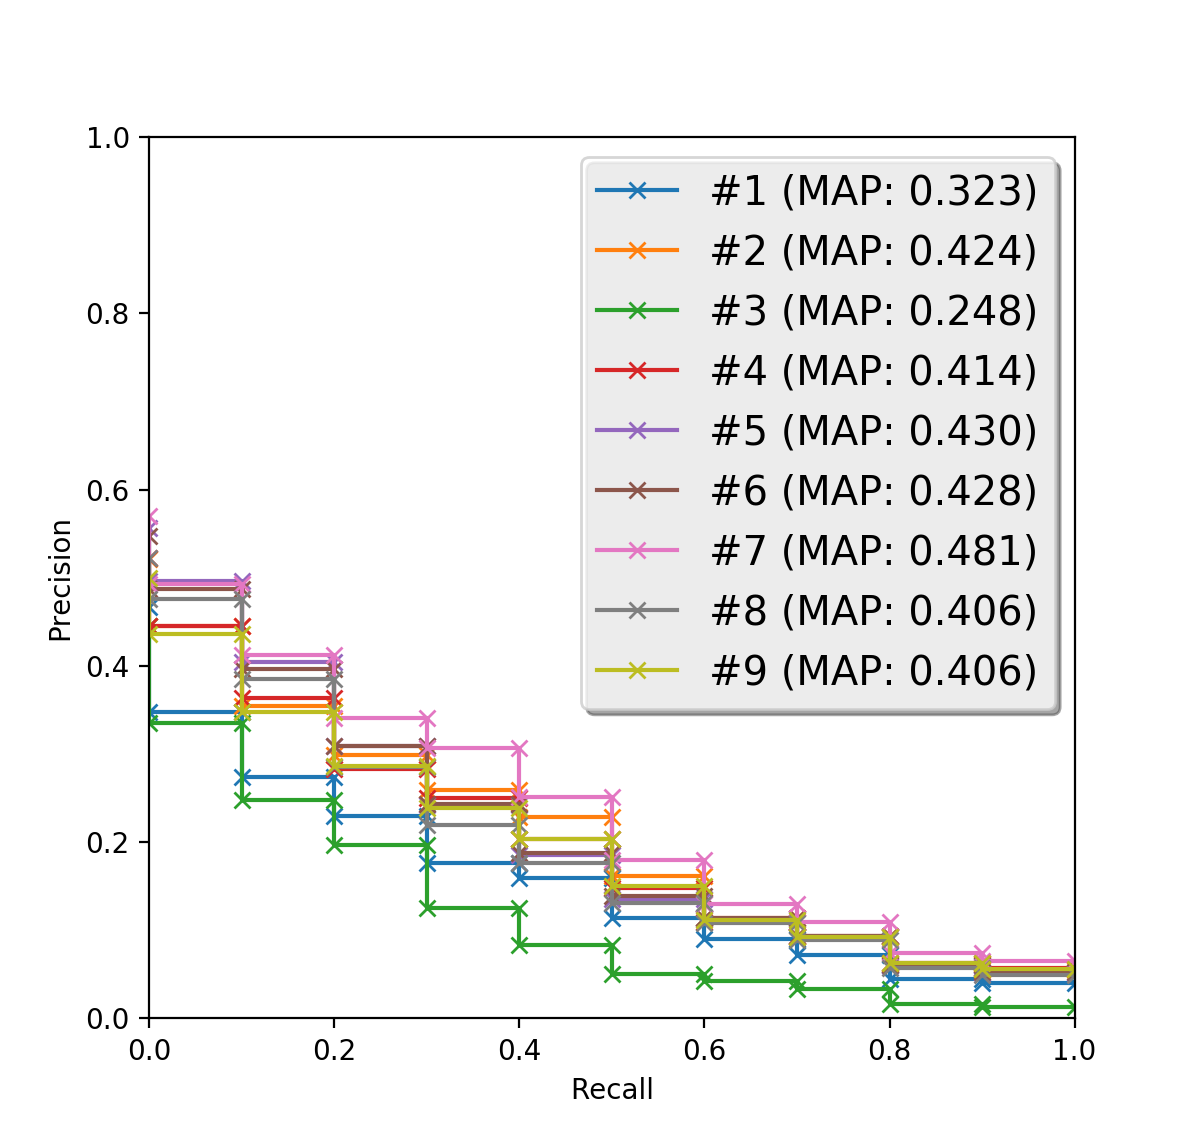 1.0
0.8
0.6
0.4
0.2
0.0
Precision
#1 (MAP: 0.323)
#2 (MAP: 0.424)
#3 (MAP: 0.248)
#4 (MAP: 0.414)
#5 (MAP: 0.430)
#6 (MAP: 0.428)
#7 (MAP: 0.481)
#8 (MAP: 0.406)
#9 (MAP: 0.406)
0.0 0.2 0.4 0.6 0.8 1.0
Recall